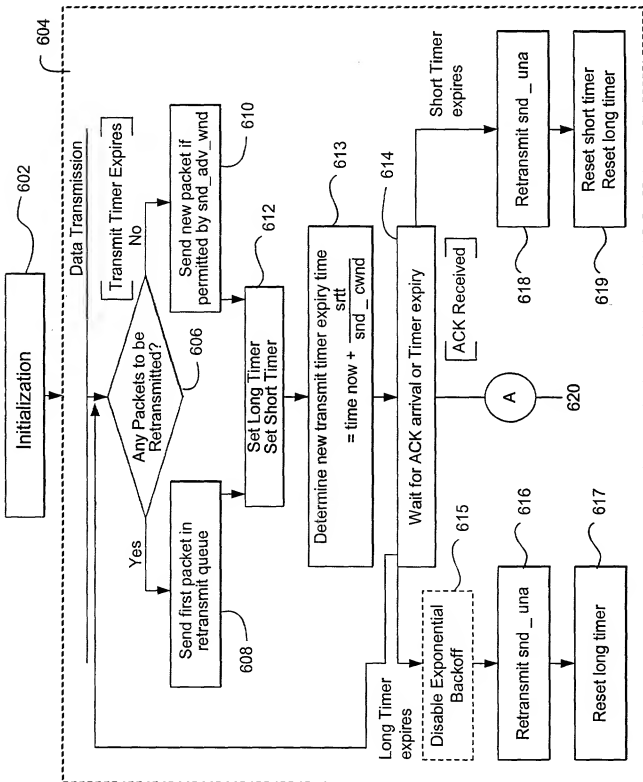 602
Initialization
604
Data Transmission
Transmit Timer Expires
Any Packets to be
Retransmitted?
Yes
No
606
Send first packet in
retransmit queue
608
Send new packet if
permitted by snd_adv_wnd
610
Set Long Timer
Set Short Timer
612
Determine new transmit timer expiry time
= time now + srtt
snd_cwnd
613
Wait for ACK arrival or Timer expiry
614
Long Timer
expires
ACK Received
Short Timer
expires
615
Disable Exponential
Backoff
A
620
Retransmit snd _ una
616
Retransmit snd _ una
618
Reset long timer
617
Reset short timer
Reset long timer
619